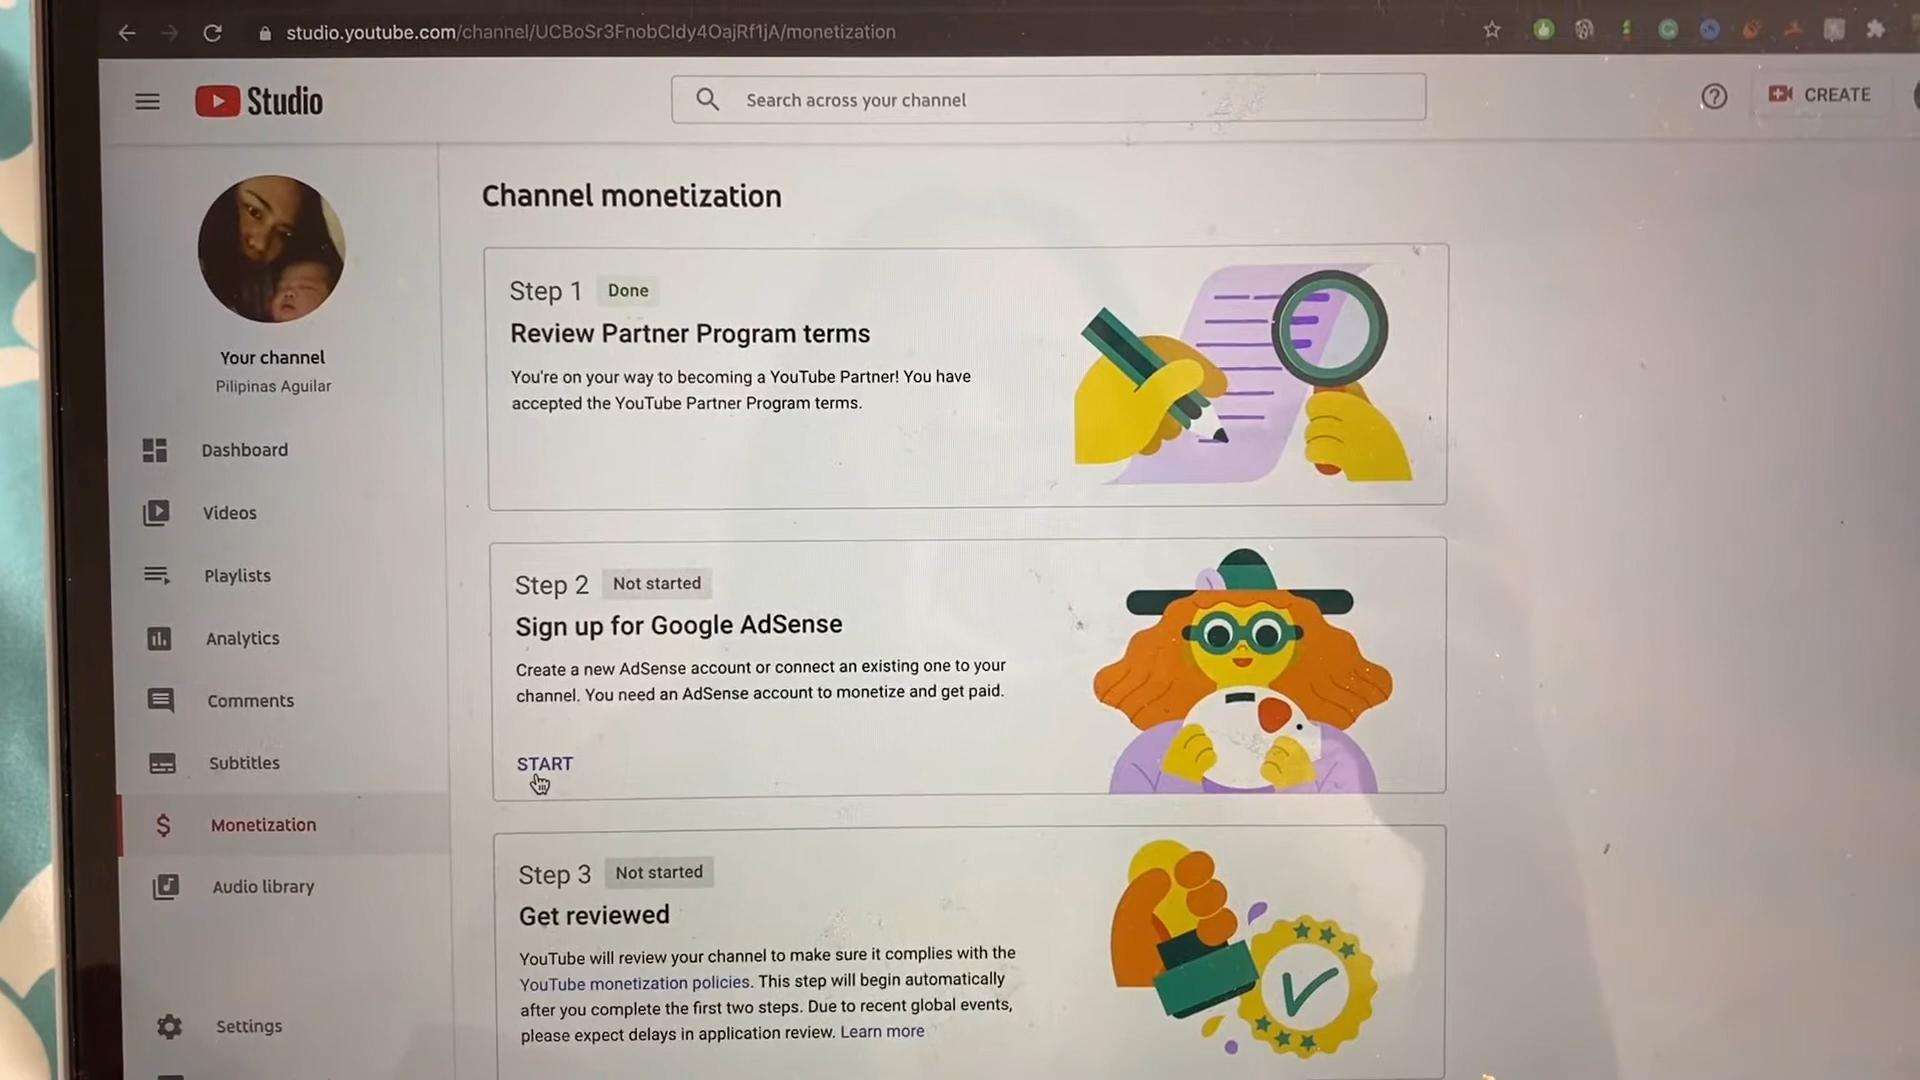 studio.youtube.com/channel/UCBoSr3FnobCIdy4OajRf1jA/monetization
Studio
Search across your channel
CREATE
Your channel
Pilipinas Aguilar
Dashboard
Videos
Playlists
Analytics
Comments
Subtitles
Monetization
Audio library
Settings
Channel monetization
Step 1 Done
Review Partner Program terms
You're on your way to becoming a YouTube Partner! You have
accepted the YouTube Partner Program terms.
Step 2 Not started
Sign up for Google AdSense
Create a new AdSense account or connect an existing one to your
channel. You need an AdSense account to monetize and get paid.
START
Step 3 Not started
Get reviewed
YouTube will review your channel to make sure it complies with the
YouTube monetization policies. This step will begin automatically
after you complete the first two steps. Due to recent global events,
please expect delays in application review. Learn more